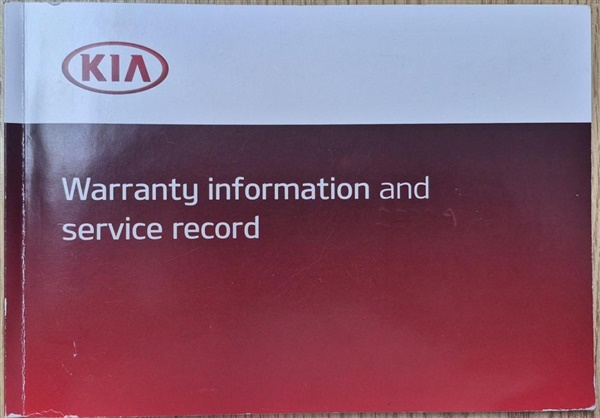 KIA
Warranty information and
service record